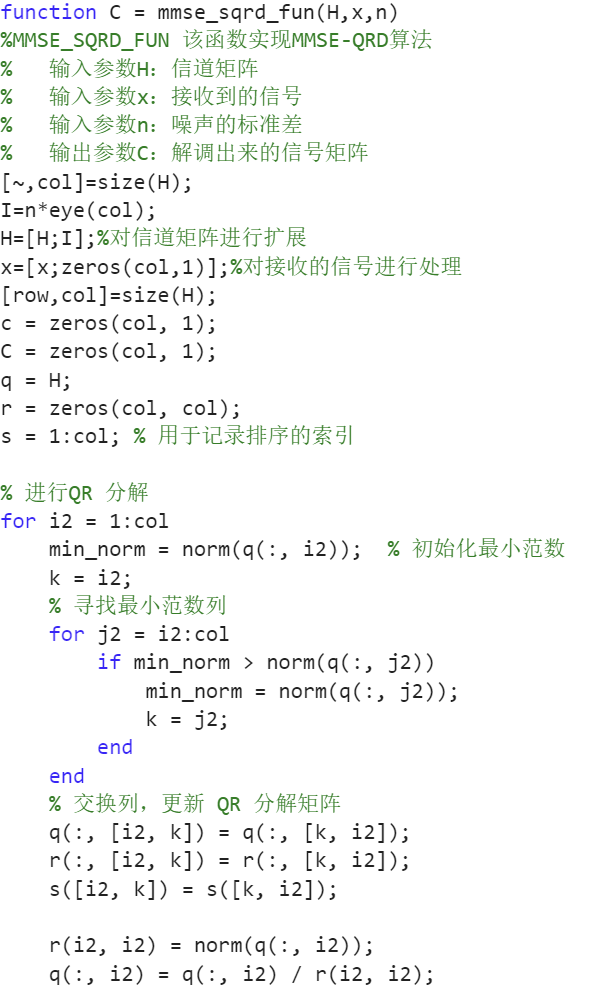 function C = mmse_sqrd_fun(H,x,n)
%MMSE_SQRD_FUN 该函数实现MMSE-QRD算法
%   输入参数H：信道矩阵
%   输入参数x：接收到的信号
%   输入参数n：噪声的标准差
%   输出参数C：解调出来的信号矩阵
[~,col]=size(H);
I=n*eye(col);
H=[H;I];%对信道矩阵进行扩展
x=[x;zeros(col,1)];%对接收的信号进行处理
[row,col]=size(H);
c = zeros(col, 1);
C = zeros(col, 1);
q = H;
r = zeros(col, col);
s = 1:col; % 用于记录排序的索引

% 进行QR 分解
for i2 = 1:col
    min_norm = norm(q(:, i2));  % 初始化最小范数
    k = i2;
    % 寻找最小范数列
    for j2 = i2:col
        if min_norm > norm(q(:, j2))
            min_norm = norm(q(:, j2));
            k = j2;
        end
    end
    % 交换列，更新 QR 分解矩阵
    q(:, [i2, k]) = q(:, [k, i2]);
    r(:, [i2, k]) = r(:, [k, i2]);
    s([i2, k]) = s([k, i2]);

    r(i2, i2) = norm(q(:, i2));
    q(:, i2) = q(:, i2) / r(i2, i2);